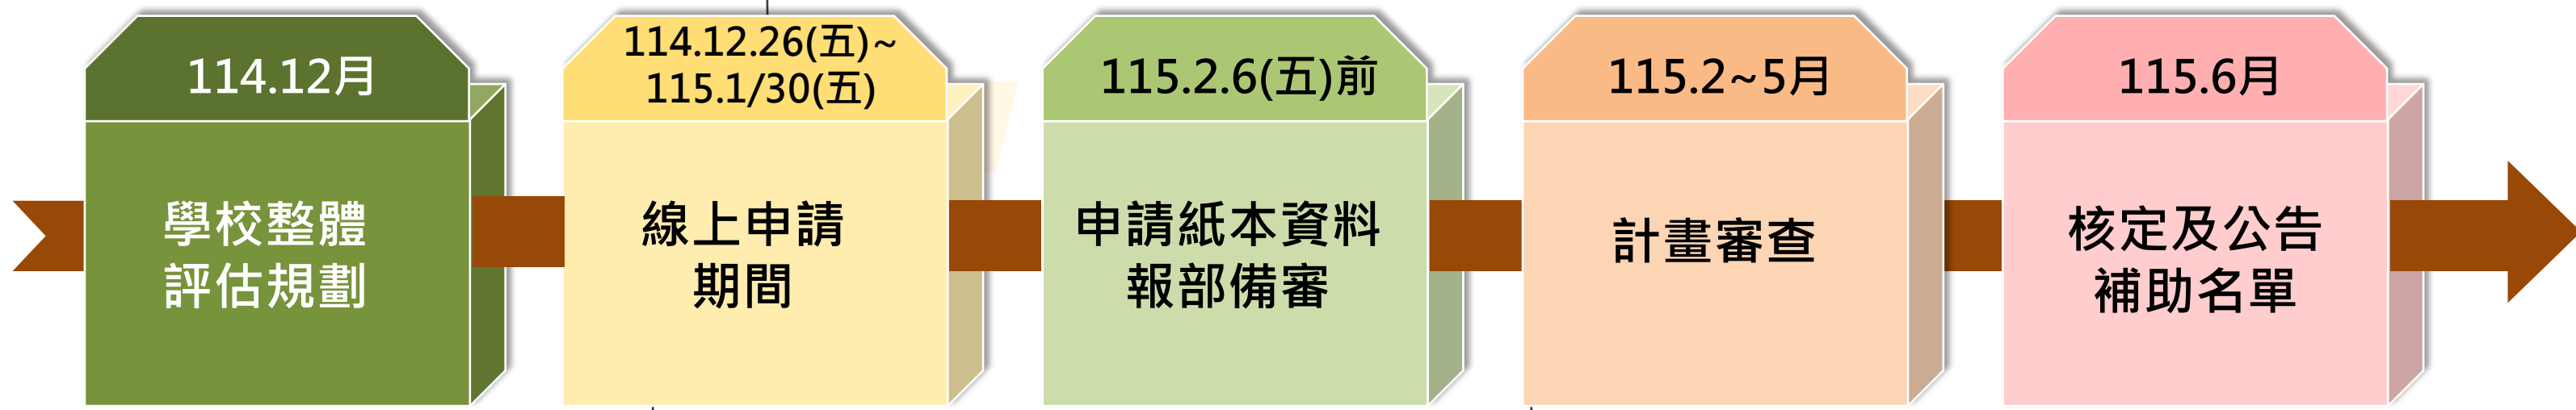 114.12月
學校整體
評估規劃
114.12.26(五)~
115.1/30(五)
線上申請
期間
115.2.6(五)前
申請紙本資料
報部備審
115.2~5月
計畫審查
115.6月
核定及公告
補助名單